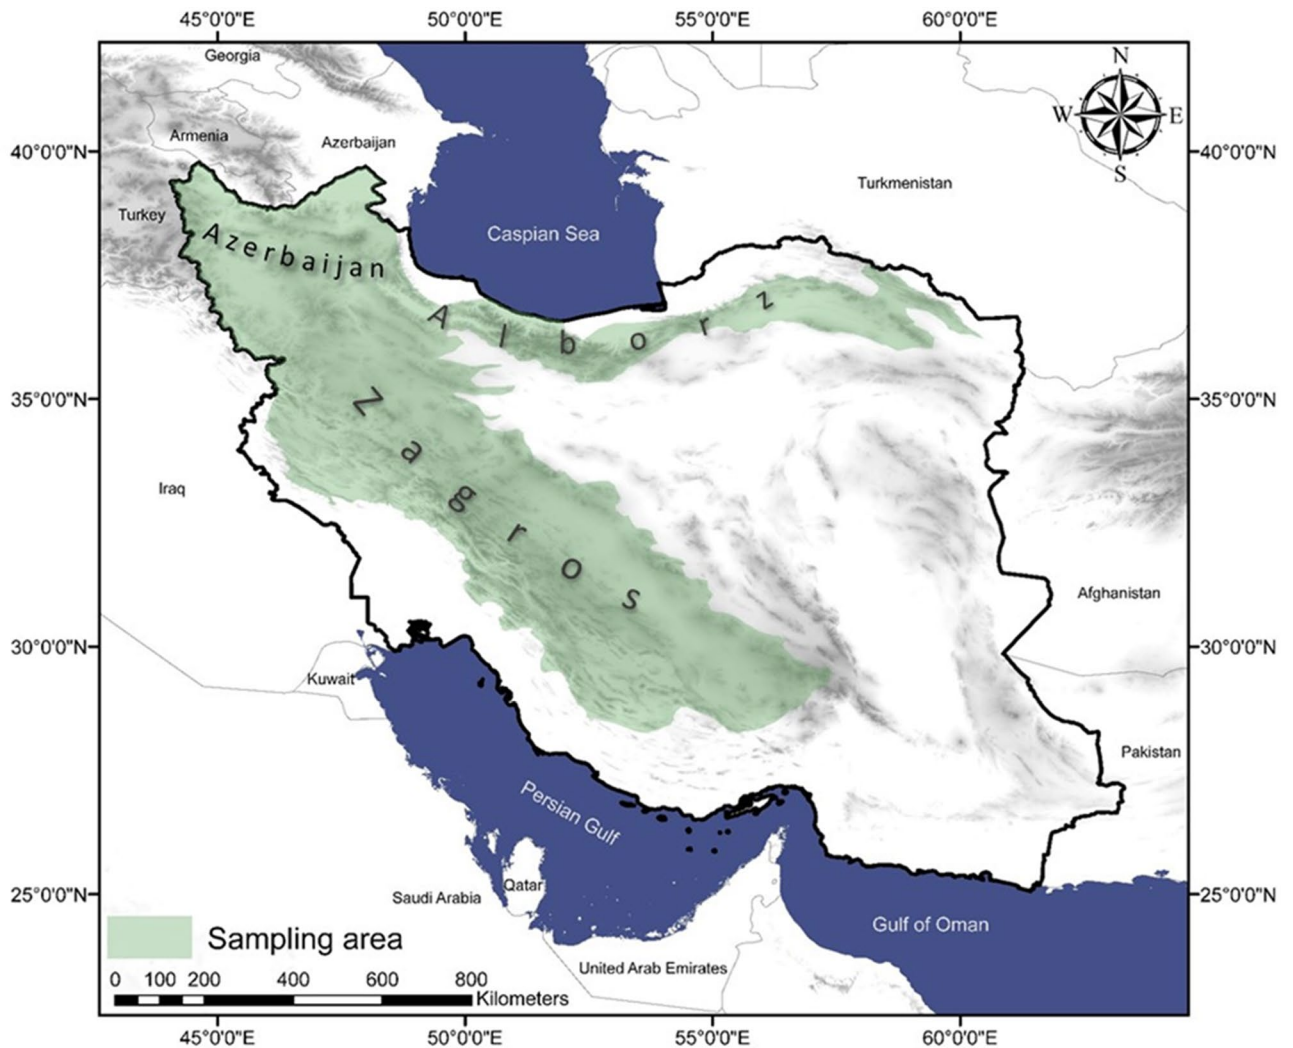 45°0'0"E 50°0'0"E 55°0'0"E 60°0'0"E
Georgia
N
W E
S
Armenia
Azerbaijan
40°0'0"N 40°0'0"N
Turkmenistan
Turkey
Caspian Sea
Azerbaijan
Alborz
35°0'0"N 35°0'0"N
Zagros
Iraq
Afghanistan
30°0'0"N 30°0'0"N
Kuwait
Pakistan
Persian Gulf
Qatar
Saudi Arabia
25°0'0"N 25°0'0"N
Gulf of Oman
Sampling area
United Arab Emirates
0 100 200 400 600 800
Kilometers
45°0'0"E 50°0'0"E 55°0'0"E 60°0'0"E